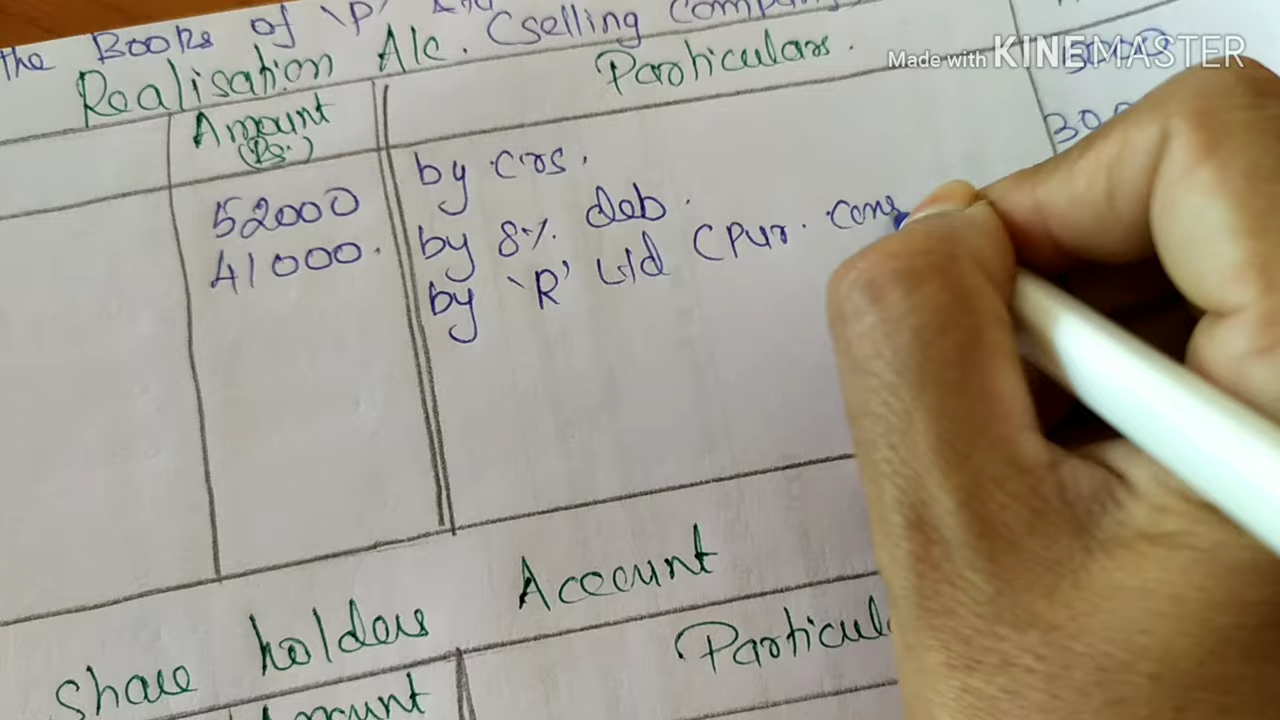 the Books of 'P'
Realisation A/c. (Selling Company
Made with KINEMASTER
Amount Particulars.
(Rs.)
52000 by crs.
41000. by 8% deb.
by 'R' Ltd (Pur. cons
Share holders Account
Amount Particul